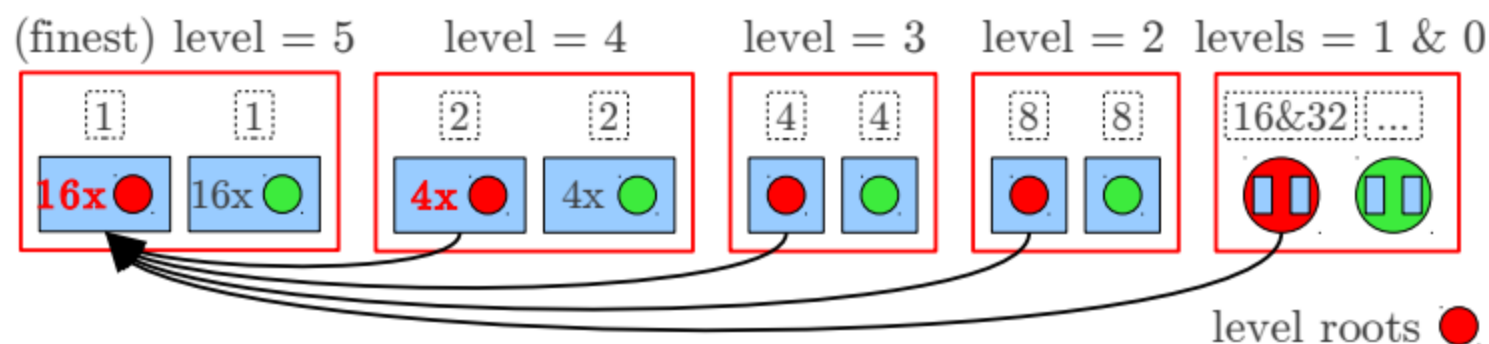 (finest) level = 5 level = 4 level = 3 level = 2 levels = 1 & 0
1 1 2 2 4 4 8 8 16&32 ...
16x 16x 4x 4x
level roots